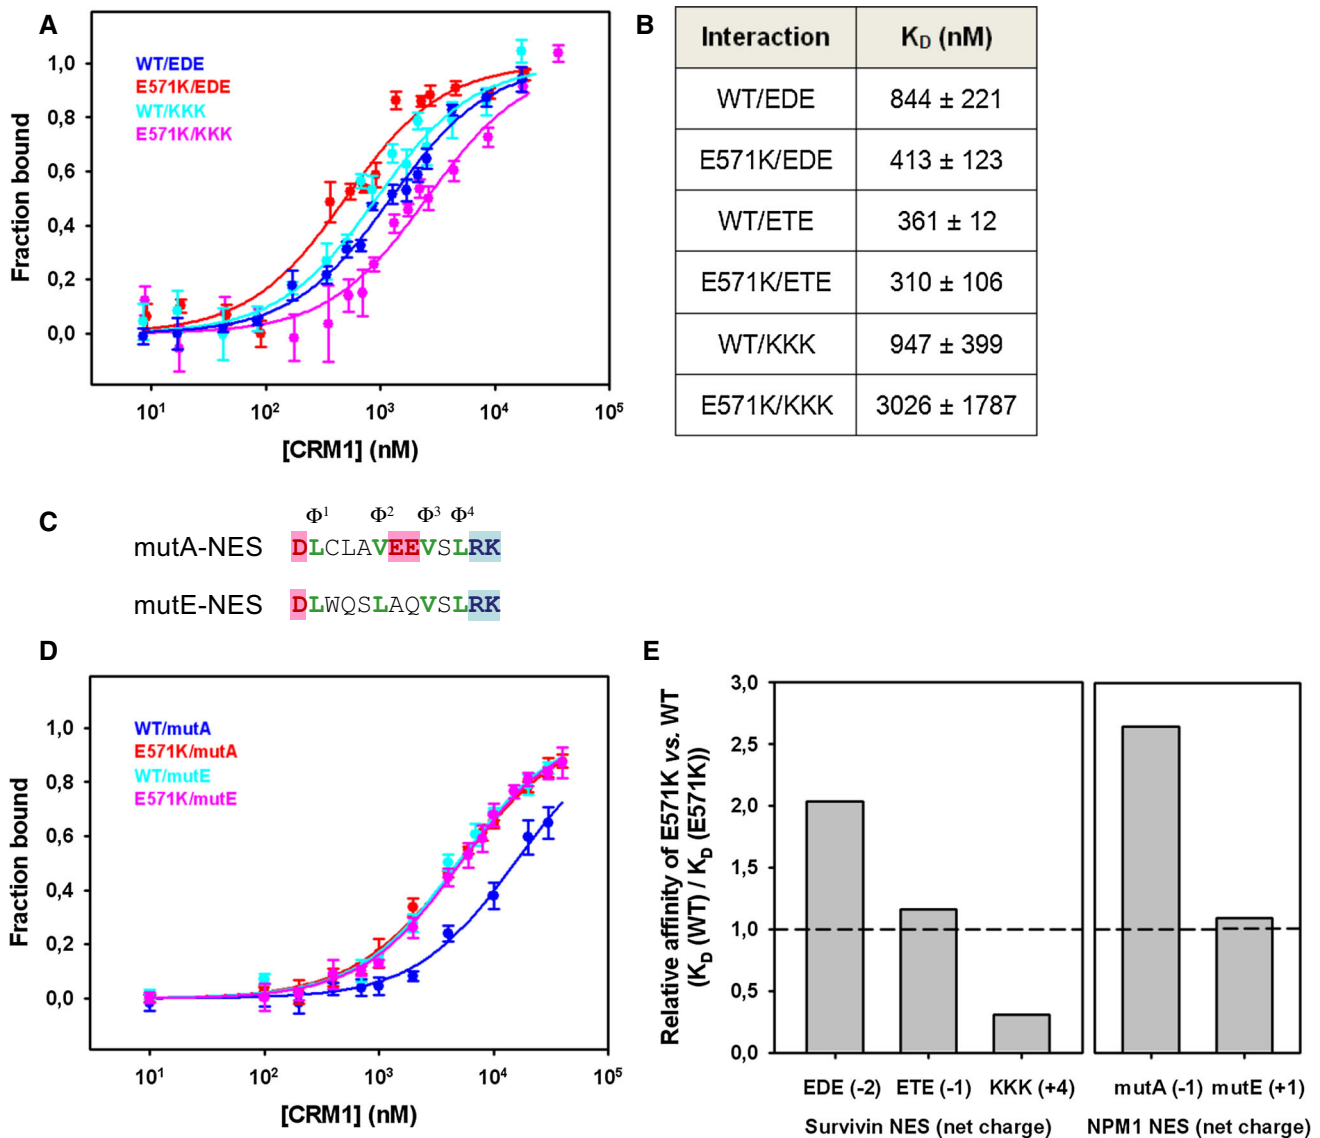 A
WT/EDE
E571K/EDE
WT/KKK
E571K/KKK
Fraction bound
1,0
0,8
0,6
0,4
0,2
0,0
10¹ 10² 10³ 10⁴ 10⁵
[CRM1] (nM)
B
Interaction K_D (nM)
WT/EDE 844 ± 221
E571K/EDE 413 ± 123
WT/ETE 361 ± 12
E571K/ETE 310 ± 106
WT/KKK 947 ± 399
E571K/KKK 3026 ± 1787
C
Φ¹ Φ² Φ³ Φ⁴
mutA-NES DLCLAVEEVSLRK
mutE-NES DLWQSLAQVSLRK
D
WT/mutA
E571K/mutA
WT/mutE
E571K/mutE
Fraction bound
1,0
0,8
0,6
0,4
0,2
0,0
10¹ 10² 10³ 10⁴ 10⁵
[CRM1] (nM)
E
Relative affinity of E571K vs. WT
(K_D (WT) / K_D (E571K))
3,0
2,5
2,0
1,5
1,0
0,5
0,0
EDE (-2) ETE (-1) KKK (+4) mutA (-1) mutE (+1)
Survivin NES (net charge) NPM1 NES (net charge)